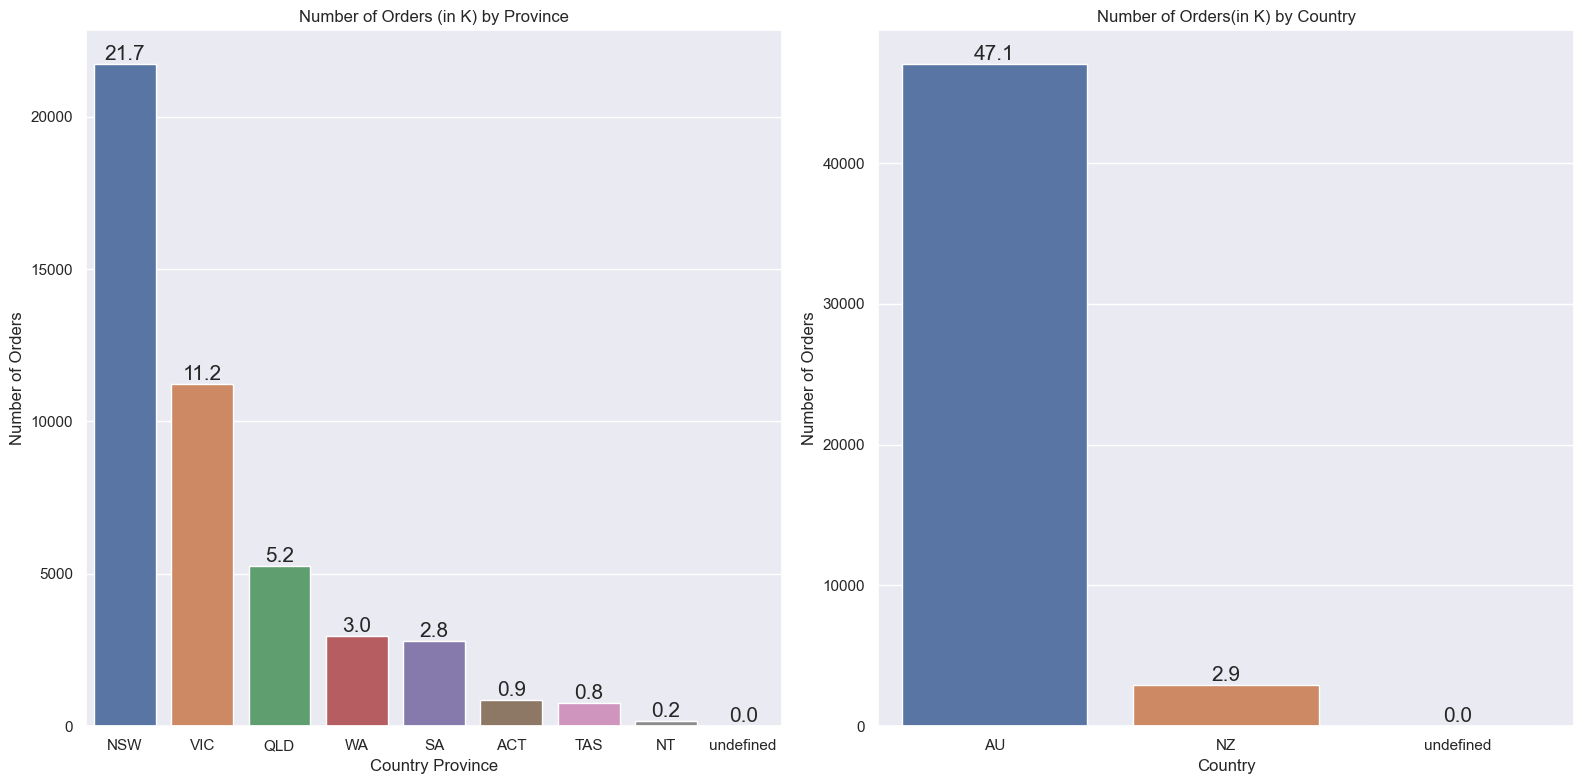 Number of Orders (in K) by Province
21.7
20000
15000
11.2
10000
5.2
5000
3.0
2.8
0.9
0.8
0.2
0.0
0
NSW VIC QLD WA SA ACT TAS NT undefined
Number of Orders
Country Province
Number of Orders(in K) by Country
47.1
40000
30000
20000
10000
2.9
0.0
0
AU NZ undefined
Number of Orders
Country